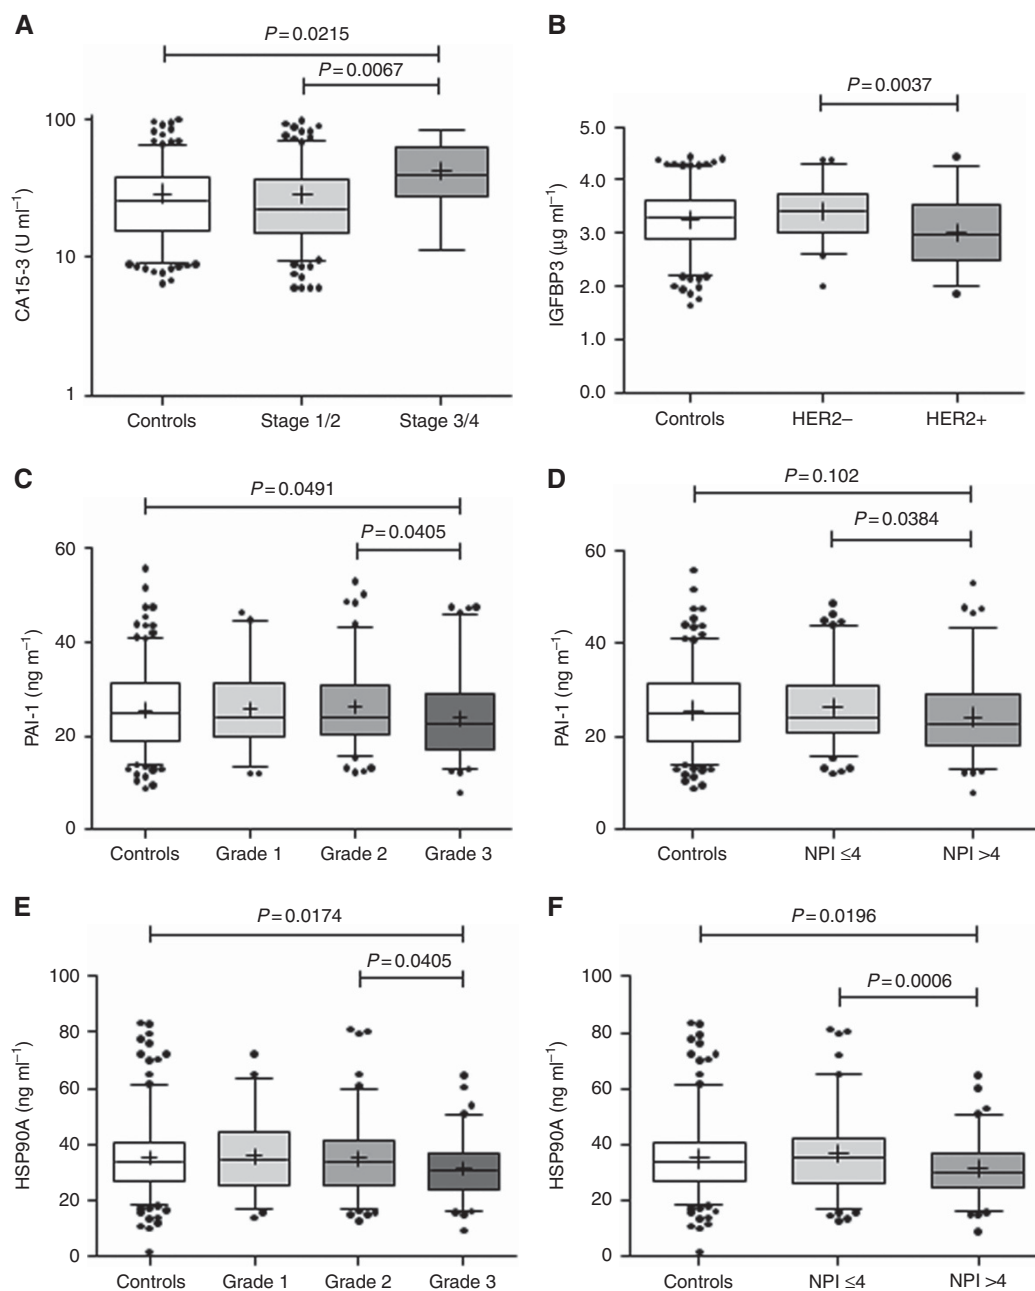 A
P=0.0215
P=0.0067
CA15-3 (U ml⁻¹)
100
10
1
Controls
Stage 1/2
Stage 3/4
B
P=0.0037
IGFBP3 (µg ml⁻¹)
5.0
4.0
3.0
2.0
1.0
0.0
Controls
HER2–
HER2+
C
P=0.0491
P=0.0405
PAI-1 (ng m⁻¹)
60
40
20
0
Controls
Grade 1
Grade 2
Grade 3
D
P=0.102
P=0.0384
PAI-1 (ng m⁻¹)
60
40
20
0
Controls
NPI ≤4
NPI >4
E
P=0.0174
P=0.0405
HSP90A (ng ml⁻¹)
100
80
60
40
20
0
Controls
Grade 1
Grade 2
Grade 3
F
P=0.0196
P=0.0006
HSP90A (ng ml⁻¹)
100
80
60
40
20
0
Controls
NPI ≤4
NPI >4